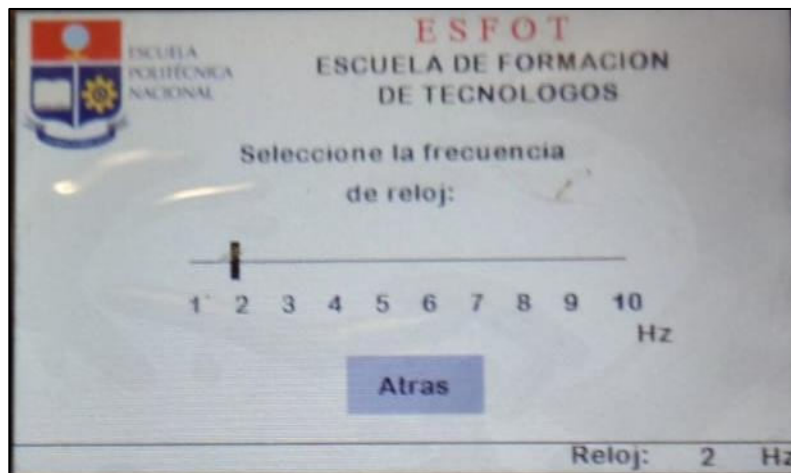 ESCUELA
POLITÉCNICA
NACIONAL
ESFOT
ESCUELA DE FORMACION
DE TECNOLOGOS
Seleccione la frecuencia
de reloj:
1 2 3 4 5 6 7 8 9 10
Hz
Atras
Reloj: 2 Hz